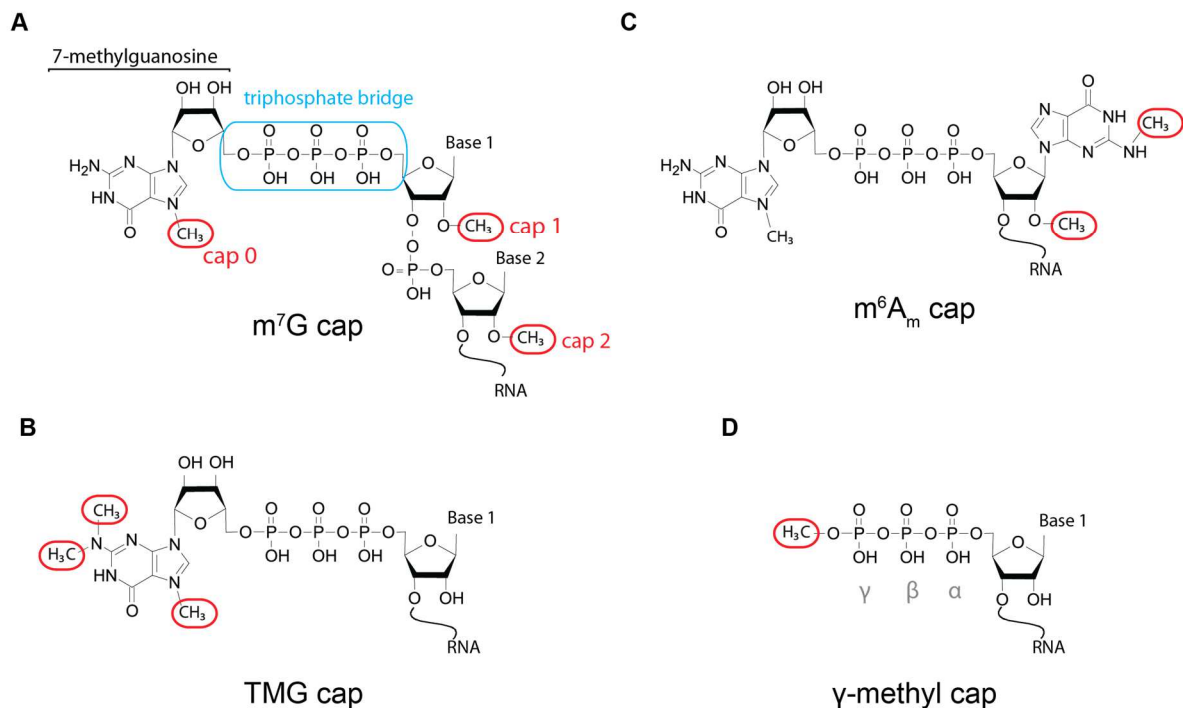 A
7-methylguanosine
OH OH
triphosphate bridge
O O O
O P O P O P O
OH OH OH
Base 1
O
H₂N N N
HN N
O
CH₃
cap 0
O
O CH₃ cap 1
O
O P O
OH
Base 2
O
O O CH₃ cap 2
RNA
m⁷G cap
B
OH OH
CH₃
H₃C N N N
HN N
O
CH₃
O
O O O
O P O P O P O
OH OH OH
Base 1
O
O OH
RNA
TMG cap
C
OH OH
O
O O O
O P O P O P O
OH OH OH
H₂N N N
HN N
O
CH₃
O
N NH
N N NH
CH₃
O
O O CH₃
RNA
m⁶Aₘ cap
D
O O O
H₃C O P O P O P O
OH OH OH
γ β α
Base 1
O
O OH
RNA
γ-methyl cap